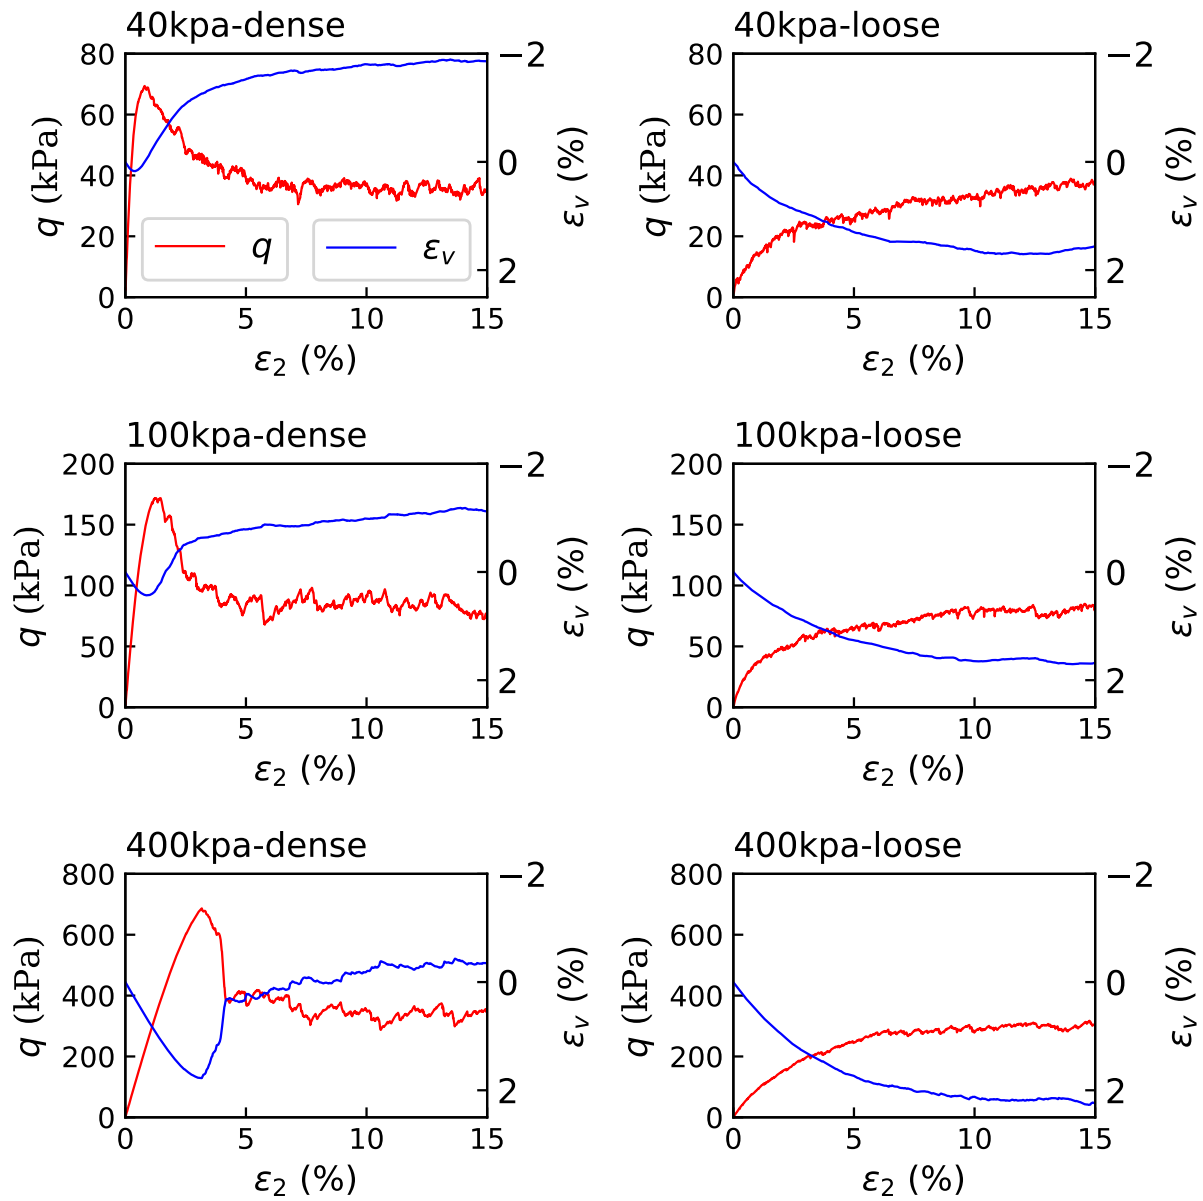 40kpa-dense
80
60
40
20
0
q (kPa)
−2
0
2
εv (%)
q
εv
0 5 10 15
ε2 (%)
40kpa-loose
80
60
40
20
0
q (kPa)
−2
0
2
εv (%)
0 5 10 15
ε2 (%)
100kpa-dense
200
150
100
50
0
q (kPa)
−2
0
2
εv (%)
0 5 10 15
ε2 (%)
100kpa-loose
200
150
100
50
0
q (kPa)
−2
0
2
εv (%)
0 5 10 15
ε2 (%)
400kpa-dense
800
600
400
200
0
q (kPa)
−2
0
2
εv (%)
0 5 10 15
ε2 (%)
400kpa-loose
800
600
400
200
0
q (kPa)
−2
0
2
εv (%)
0 5 10 15
ε2 (%)